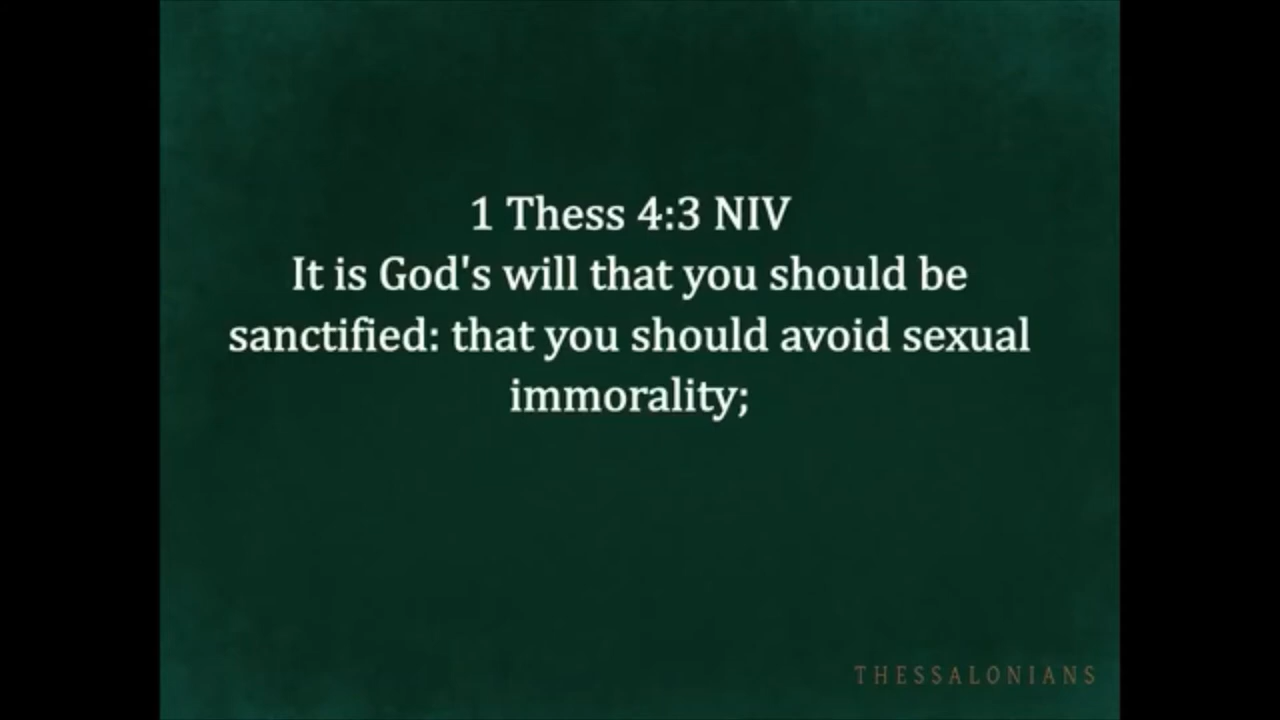 1 Thess 4:3 NIV
It is God's will that you should be
sanctified: that you should avoid sexual
immorality;
THESSALONIANS